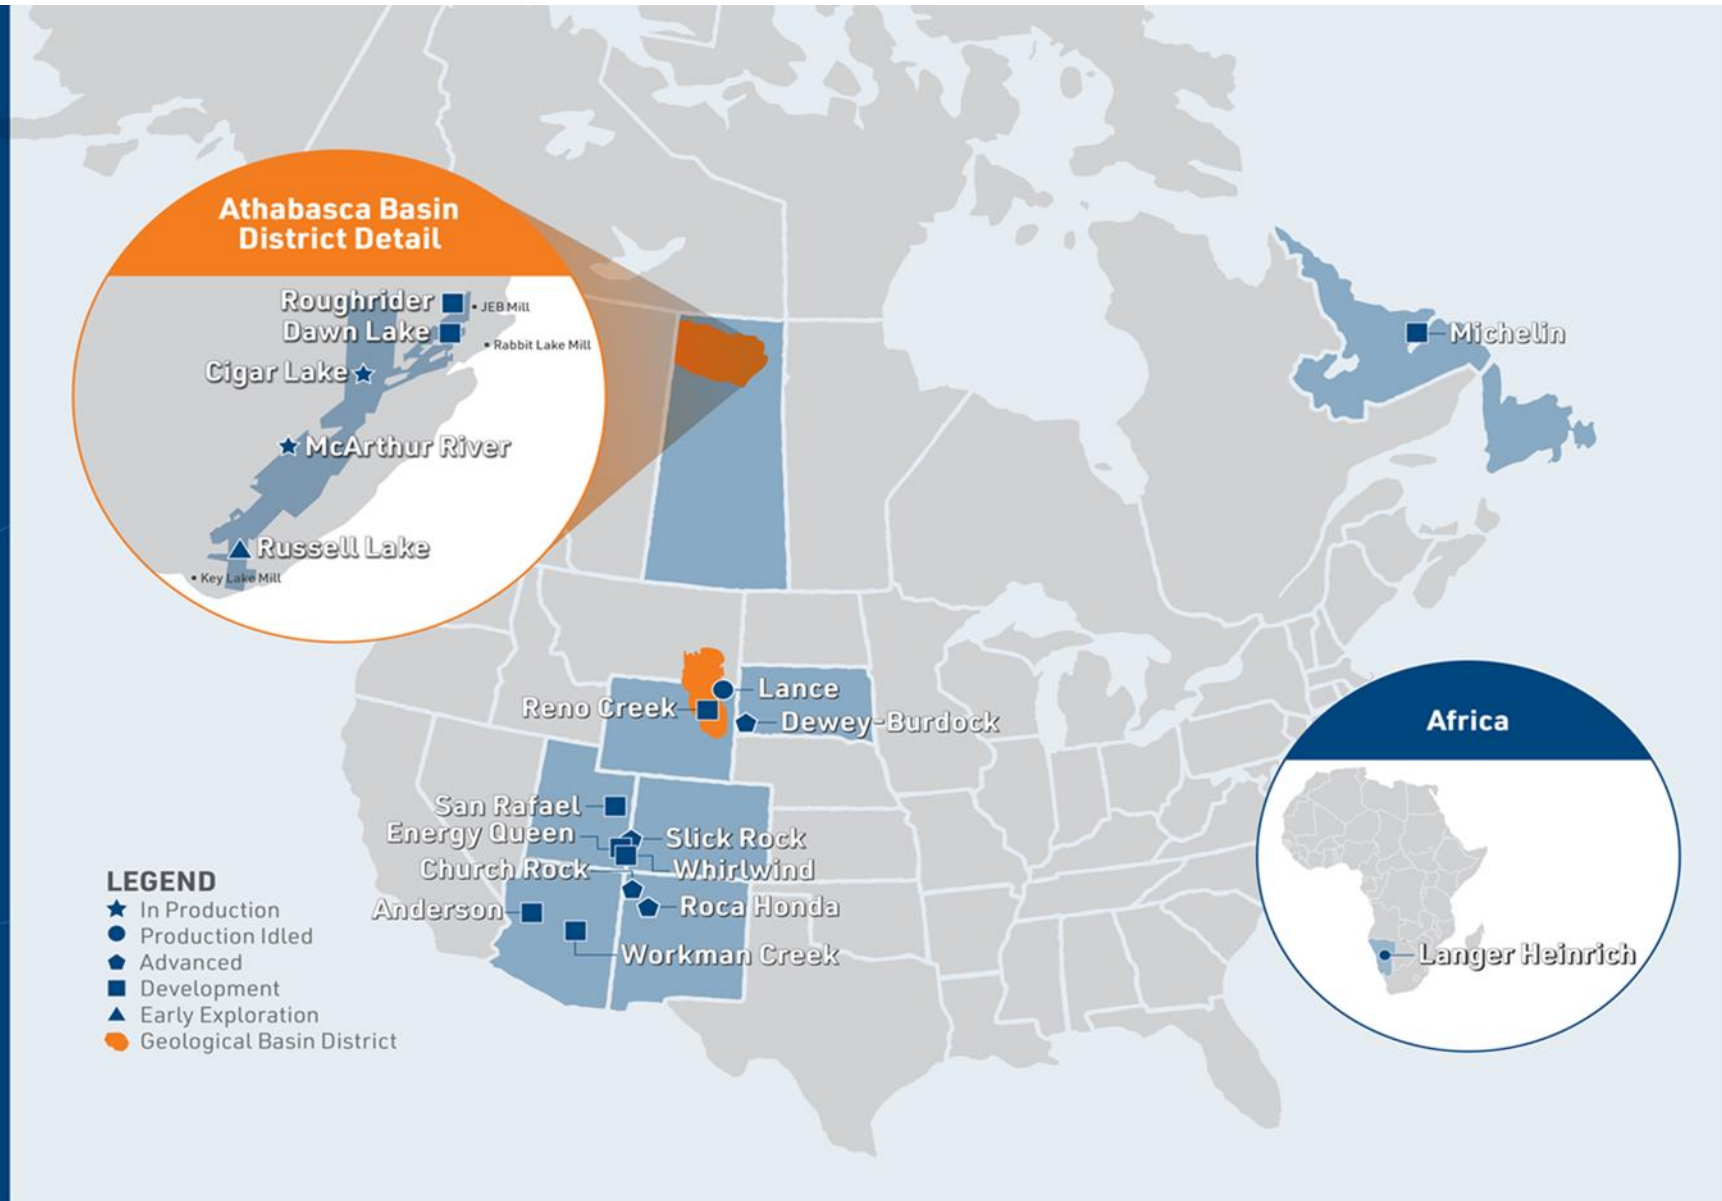 Athabasca Basin
District Detail
Roughrider
• JEB Mill
Dawn Lake
• Rabbit Lake Mill
Cigar Lake
McArthur River
Russell Lake
• Key Lake Mill
Michelin
Lance
Reno Creek
Dewey-Burdock
San Rafael
Energy Queen
Slick Rock
Church Rock
Whirlwind
Anderson
Roca Honda
Workman Creek
Africa
Langer Heinrich
LEGEND
In Production
Production Idled
Advanced
Development
Early Exploration
Geological Basin District